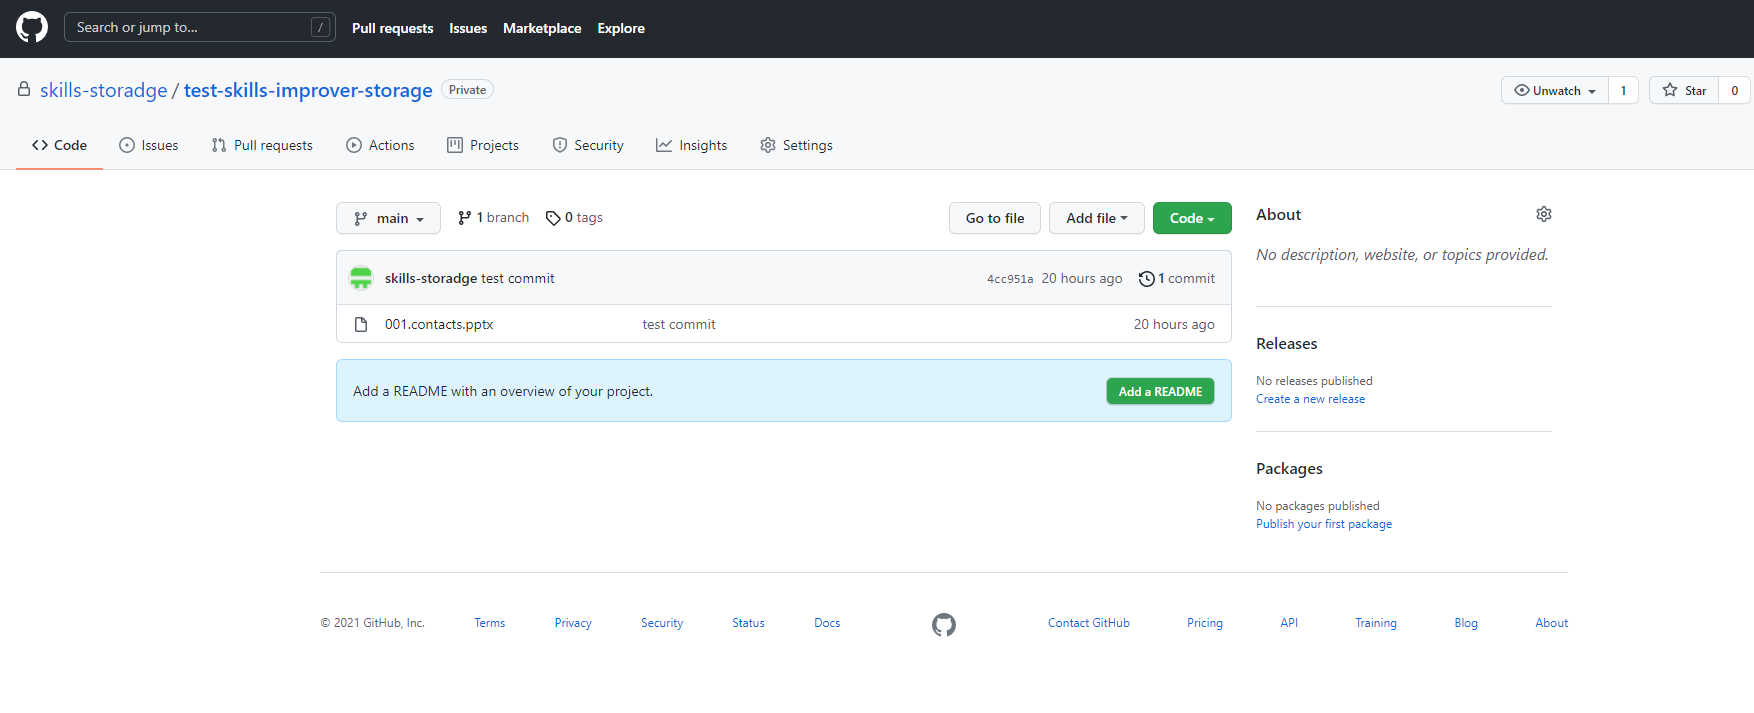 Search or jump to... / Pull requests Issues Marketplace Explore
skills-storadge / test-skills-improver-storage Private Unwatch 1 Star 0
Code Issues Pull requests Actions Projects Security Insights Settings
main 1 branch 0 tags Go to file Add file Code
skills-storadge test commit 4cc951a 20 hours ago 1 commit
001.contacts.pptx test commit 20 hours ago
Add a README with an overview of your project. Add a README
About
No description, website, or topics provided.
Releases
No releases published
Create a new release
Packages
No packages published
Publish your first package
© 2021 GitHub, Inc. Terms Privacy Security Status Docs Contact GitHub Pricing API Training Blog About